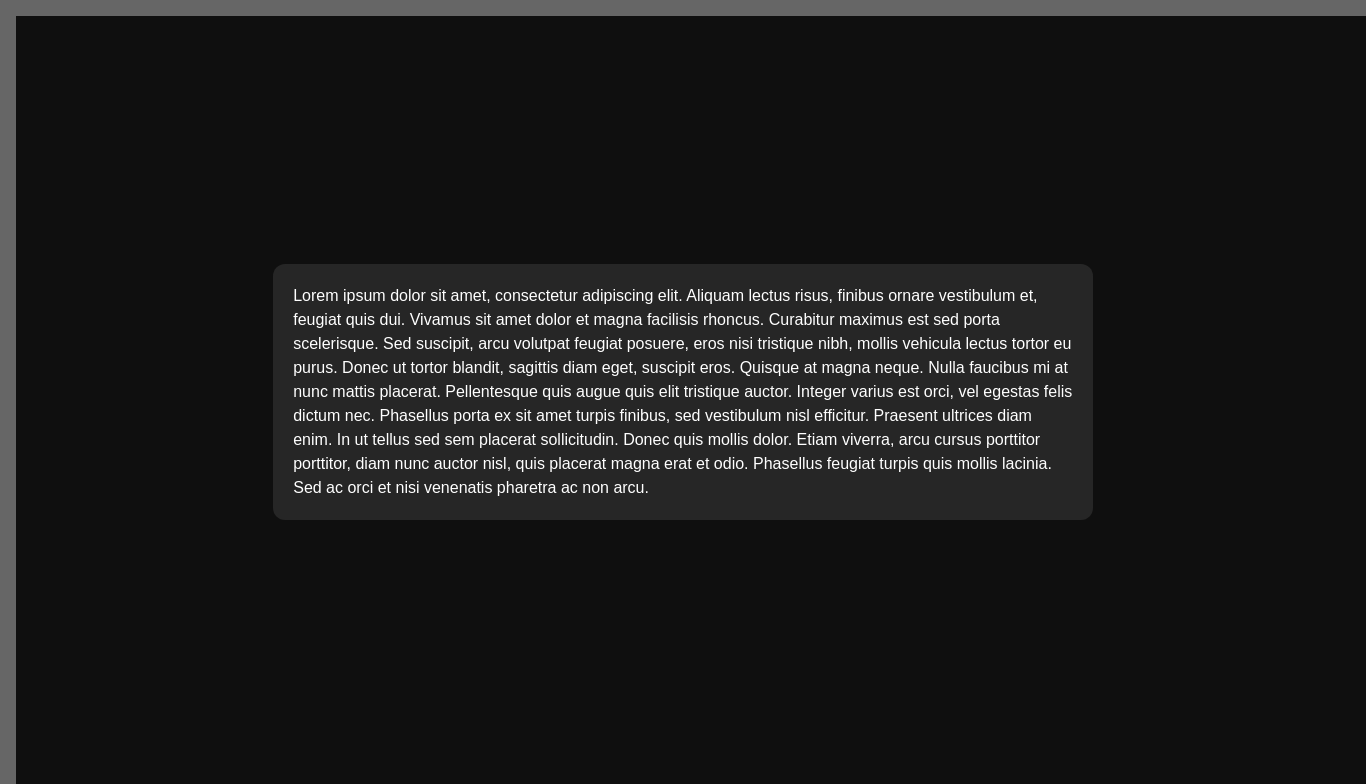 Lorem ipsum dolor sit amet, consectetur adipiscing elit. Aliquam lectus risus, finibus ornare vestibulum et,
feugiat quis dui. Vivamus sit amet dolor et magna facilisis rhoncus. Curabitur maximus est sed porta
scelerisque. Sed suscipit, arcu volutpat feugiat posuere, eros nisi tristique nibh, mollis vehicula lectus tortor eu
purus. Donec ut tortor blandit, sagittis diam eget, suscipit eros. Quisque at magna neque. Nulla faucibus mi at
nunc mattis placerat. Pellentesque quis augue quis elit tristique auctor. Integer varius est orci, vel egestas felis
dictum nec. Phasellus porta ex sit amet turpis finibus, sed vestibulum nisl efficitur. Praesent ultrices diam
enim. In ut tellus sed sem placerat sollicitudin. Donec quis mollis dolor. Etiam viverra, arcu cursus porttitor
porttitor, diam nunc auctor nisl, quis placerat magna erat et odio. Phasellus feugiat turpis quis mollis lacinia.
Sed ac orci et nisi venenatis pharetra ac non arcu.